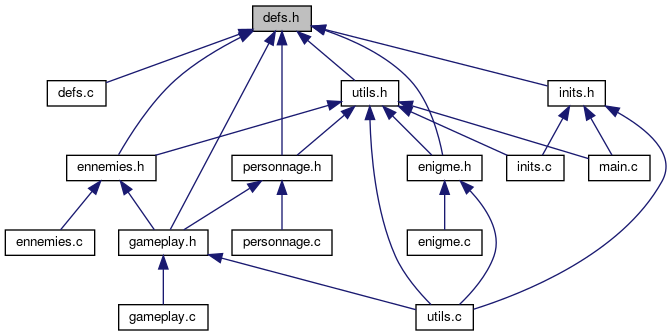 defs.h
defs.c
utils.h
inits.h
ennemies.h
personnage.h
enigme.h
inits.c
main.c
ennemies.c
gameplay.h
personnage.c
enigme.c
gameplay.c
utils.c